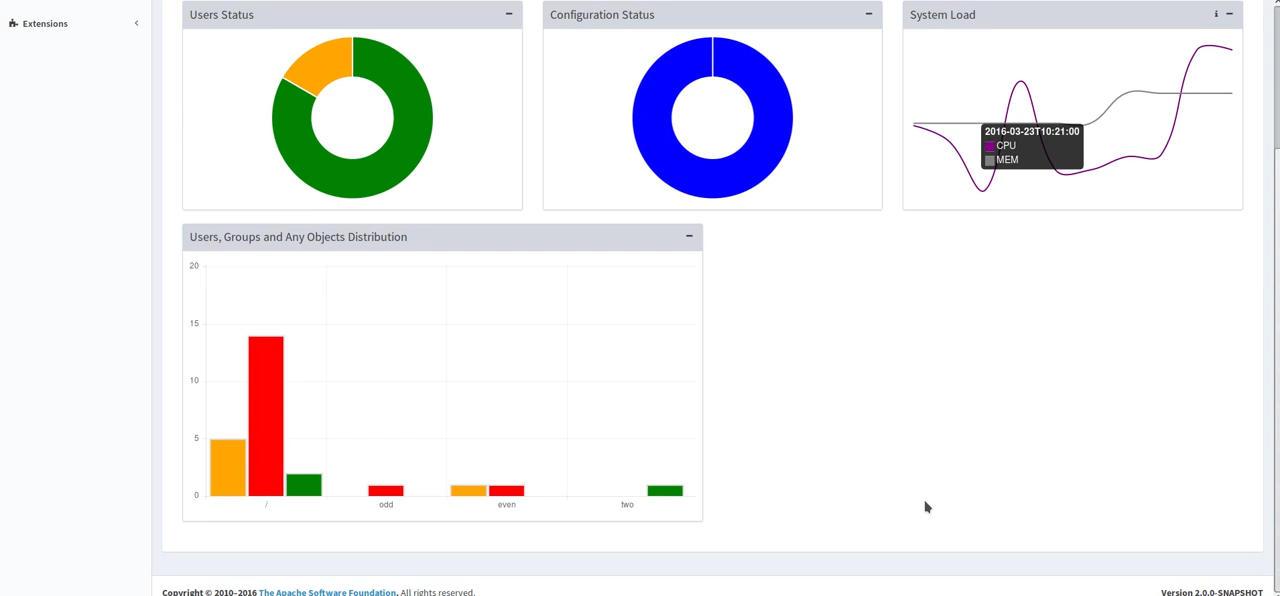 Extensions
Users Status
Configuration Status
System Load
2016-03-23T10:21:00
CPU
MEM
Users, Groups and Any Objects Distribution
20
15
10
5
0
/ odd even two
Copyright © 2010–2016 The Apache Software Foundation. All rights reserved.
Version 2.0.0-SNAPSHOT